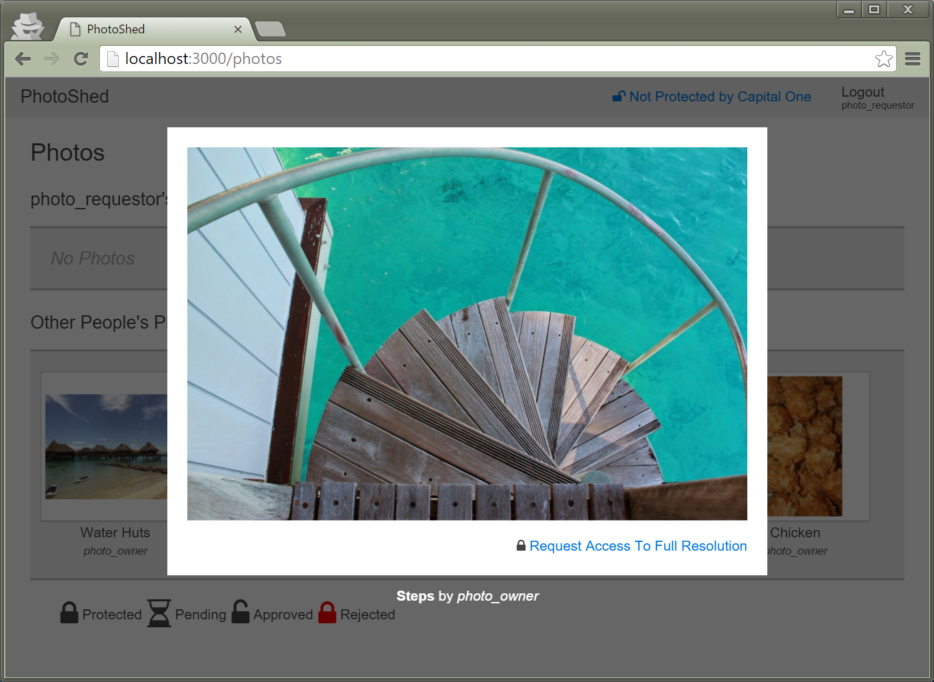 PhotoShed
localhost:3000/photos
PhotoShed
Not Protected by Capital One
Logout
photo_requestor
Photos
photo_requestor's
No Photos
Other People's P
Water Huts
photo_owner
Chicken
photo_owner
Request Access To Full Resolution
Steps by photo_owner
Protected Pending Approved Rejected